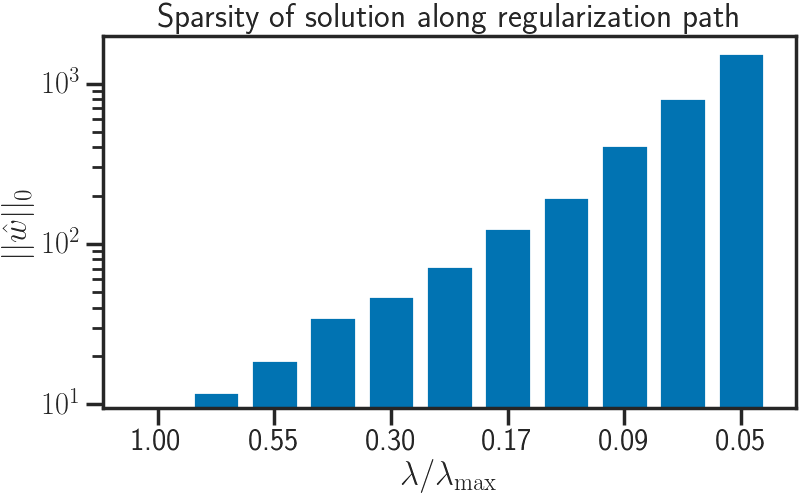 Sparsity of solution along regularization path
10³
10²
10¹
||ŵ||₀
1.00 0.55 0.30 0.17 0.09 0.05
λ/λmax